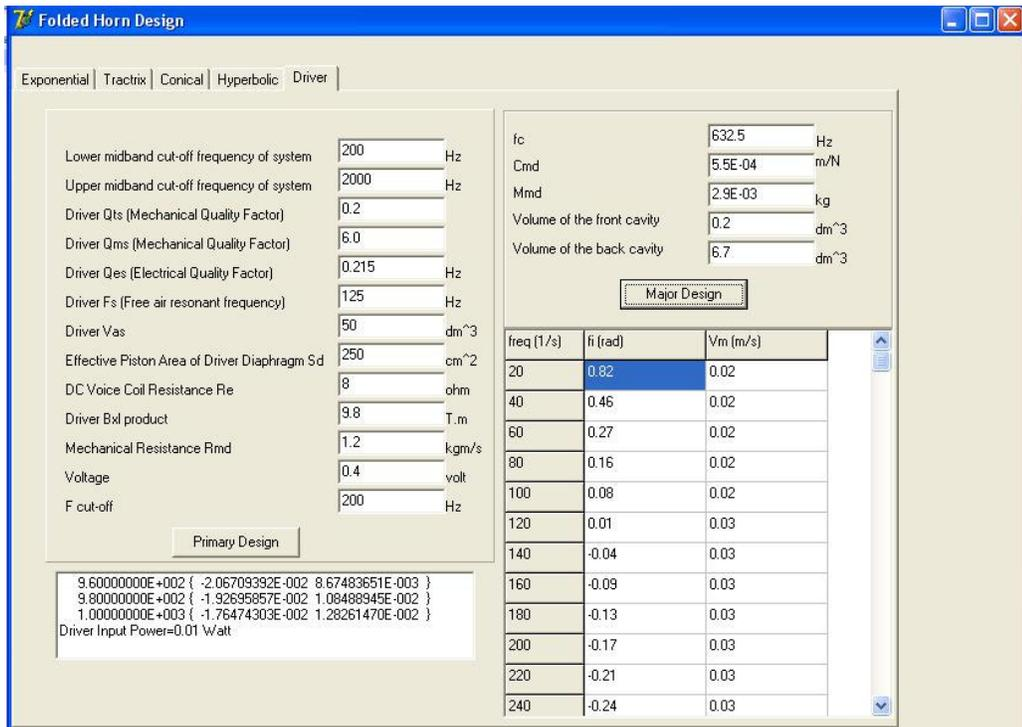 Folded Horn Design
Exponential Tractrix Conical Hyperbolic Driver
Lower midband cut-off frequency of system 200 Hz
Upper midband cut-off frequency of system 2000 Hz
Driver Qts (Mechanical Quality Factor) 0.2
Driver Qms (Mechanical Quality Factor) 6.0
Driver Qes (Electrical Quality Factor) 0.215 Hz
Driver Fs (Free air resonant frequency) 125 Hz
Driver Vas 50 dm^3
Effective Piston Area of Driver Diaphragm Sd 250 cm^2
DC Voice Coil Resistance Re 8 ohm
Driver Bxl product 9.8 T.m
Mechanical Resistance Rmd 1.2 kgm/s
Voltage 0.4 volt
F cut-off 200 Hz
Primary Design
9.60000000E+002 { -2.06709392E-002 8.67483651E-003 }
9.80000000E+002 { -1.92695857E-002 1.08488945E-002 }
1.00000000E+003 { -1.76474303E-002 1.28261470E-002 }
Driver Input Power=0.01 Watt
fc 632.5 Hz
Cmd 5.5E-04 m/N
Mmd 2.9E-03 kg
Volume of the front cavity 0.2 dm^3
Volume of the back cavity 6.7 dm^3
Major Design
freq (1/s) fi (rad) Vm (m/s)
20 0.82 0.02
40 0.46 0.02
60 0.27 0.02
80 0.16 0.02
100 0.08 0.02
120 0.01 0.03
140 -0.04 0.03
160 -0.09 0.03
180 -0.13 0.03
200 -0.17 0.03
220 -0.21 0.03
240 -0.24 0.03